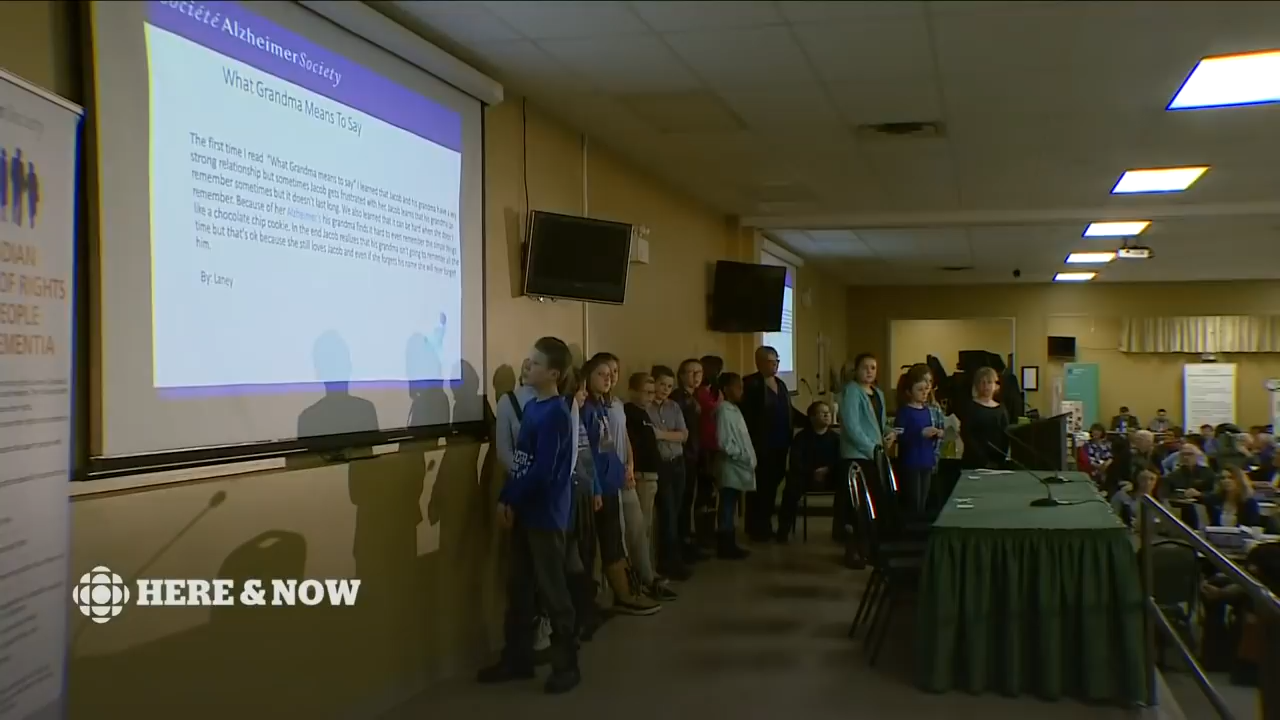 Société Alzheimer Society
What Grandma Means To Say
The first time I read "What Grandma means to say" I learned that Jacob and his grandma have a very
strong relationship but sometimes Jacob gets frustrated with her. Jacob learns that his grandma can
remember sometimes but it doesn't last long. We also learned that it can be hard when she doesn't
remember. Because of her Alzheimer's his grandma finds it hard to even remember the simple things
like a chocolate chip cookie. In the end Jacob realizes that his grandma isn't going to remember all the
time but that's ok because she still loves Jacob and even if she forgets his name she will never forget
him.
By: Laney
DIAN
OF RIGHTS
EOPLE
EMENTIA
HERE & NOW